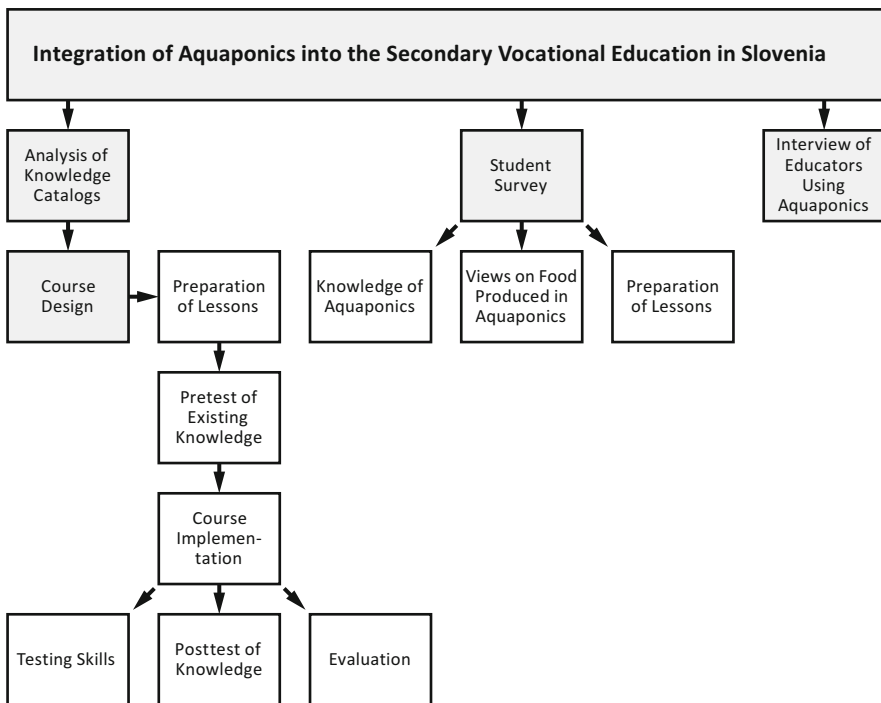 Integration of Aquaponics into the Secondary Vocational Education in Slovenia
Analysis of
Knowledge
Catalogs
Student
Survey
Interview of
Educators
Using
Aquaponics
Course
Design
Preparation
of Lessons
Knowledge of
Aquaponics
Views on Food
Produced in
Aquaponics
Preparation
of Lessons
Pretest of
Existing
Knowledge
Course
Implemen-
tation
Testing Skills
Posttest of
Knowledge
Evaluation